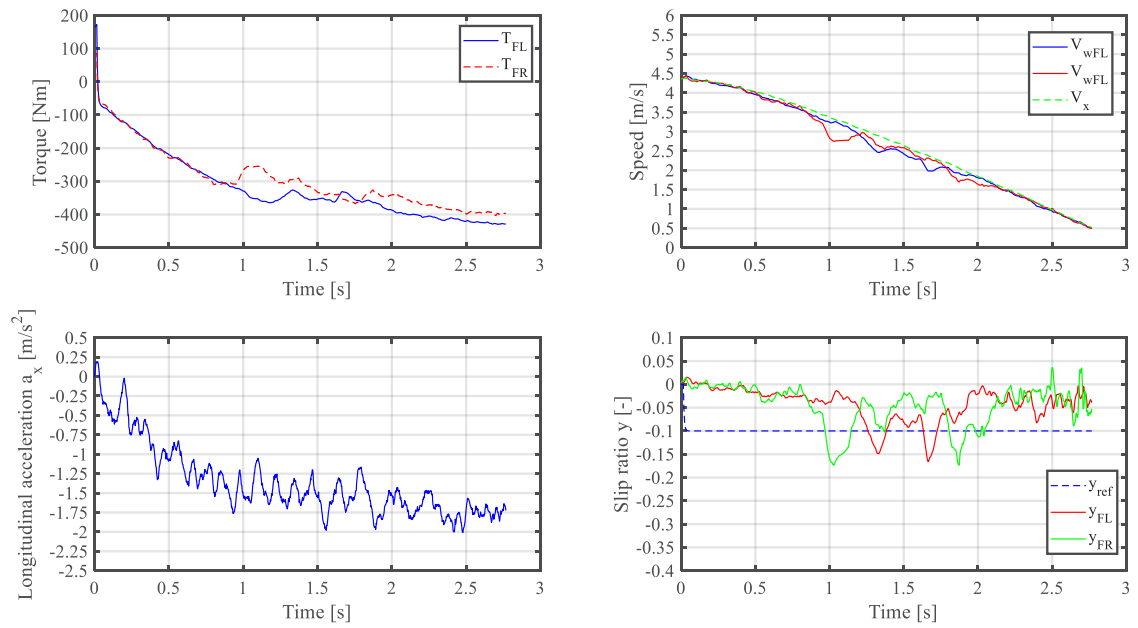 200
100
0
-100
-200
-300
-400
-500
Torque [Nm]
T_FL
T_FR
0 0.5 1 1.5 2 2.5 3
Time [s]
6
5.5
5
4.5
4
3.5
3
2.5
2
1.5
1
0.5
0
Speed [m/s]
V_wFL
V_wFL
V_x
0 0.5 1 1.5 2 2.5 3
Time [s]
0.5
0.25
0
-0.25
-0.5
-0.75
-1
-1.25
-1.5
-1.75
-2
-2.25
-2.5
Longitudinal acceleration a_x [m/s^2]
0 0.5 1 1.5 2 2.5 3
Time [s]
0.1
0.05
0
-0.05
-0.1
-0.15
-0.2
-0.25
-0.3
-0.35
-0.4
Slip ratio y [-]
y_ref
y_FL
y_FR
0 0.5 1 1.5 2 2.5 3
Time [s]